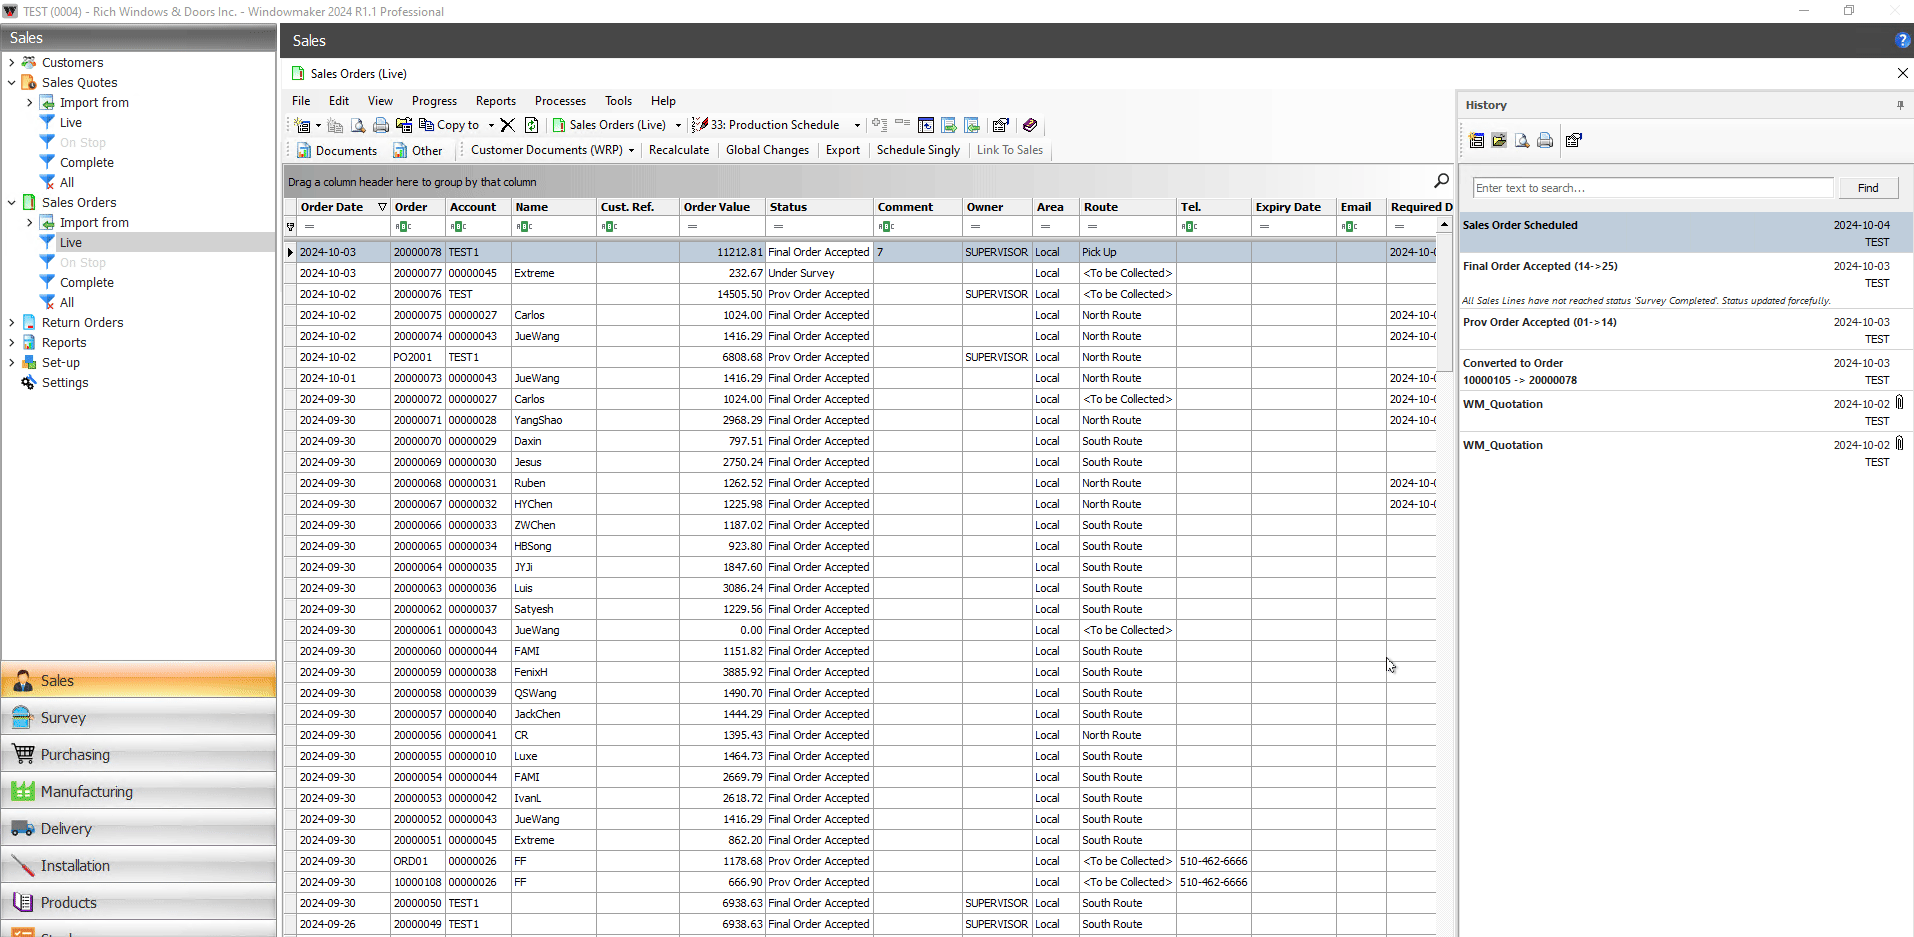 TEST (0004) - Rich Windows & Doors Inc. - Windowmaker 2024 R1.1 Professional
Sales
Customers
Sales Quotes
Import from
Live
On Stop
Complete
All
Sales Orders
Import from
Live
On Stop
Complete
All
Return Orders
Reports
Set-up
Settings
Sales
Survey
Purchasing
Manufacturing
Delivery
Installation
Products
Sales
Sales Orders (Live)
File Edit View Progress Reports Processes Tools Help
Copy to Sales Orders (Live) 33: Production Schedule
Documents Other Customer Documents (WRP) Recalculate Global Changes Export Schedule Singly Link To Sales
Drag a column header here to group by that column
Order Date Order Account Name Cust. Ref. Order Value Status Comment Owner Area Route Tel. Expiry Date Email Required D
2024-10-03 20000078 TEST1 11212.81 Final Order Accepted 7 SUPERVISOR Local Pick Up 2024-10-0
2024-10-03 20000077 00000045 Extreme 232.67 Under Survey Local <To be Collected>
2024-10-02 20000076 TEST 14505.50 Prov Order Accepted SUPERVISOR Local <To be Collected>
2024-10-02 20000075 00000027 Carlos 1024.00 Final Order Accepted Local North Route 2024-10-0
2024-10-02 20000074 00000043 JueWang 1416.29 Final Order Accepted Local North Route 2024-10-0
2024-10-02 PO2001 TEST1 6808.68 Prov Order Accepted SUPERVISOR Local North Route
2024-10-01 20000073 00000043 JueWang 1416.29 Final Order Accepted Local North Route 2024-10-0
2024-09-30 20000072 00000027 Carlos 1024.00 Final Order Accepted Local <To be Collected> 2024-10-0
2024-09-30 20000071 00000028 YangShao 2968.29 Final Order Accepted Local North Route 2024-10-0
2024-09-30 20000070 00000029 Daxin 797.51 Final Order Accepted Local South Route
2024-09-30 20000069 00000030 Jesus 2750.24 Final Order Accepted Local South Route
2024-09-30 20000068 00000031 Ruben 1262.52 Final Order Accepted Local North Route 2024-10-0
2024-09-30 20000067 00000032 HYChen 1225.98 Final Order Accepted Local North Route 2024-10-0
2024-09-30 20000066 00000033 ZWChen 1187.02 Final Order Accepted Local South Route
2024-09-30 20000065 00000034 HBSong 923.80 Final Order Accepted Local South Route
2024-09-30 20000064 00000035 JYJi 1847.60 Final Order Accepted Local South Route
2024-09-30 20000063 00000036 Luis 3086.24 Final Order Accepted Local South Route
2024-09-30 20000062 00000037 Satyesh 1229.56 Final Order Accepted Local South Route
2024-09-30 20000061 00000043 JueWang 0.00 Final Order Accepted Local <To be Collected>
2024-09-30 20000060 00000044 FAMI 1151.82 Final Order Accepted Local South Route
2024-09-30 20000059 00000038 FenixH 3885.92 Final Order Accepted Local South Route
2024-09-30 20000058 00000039 QSWang 1490.70 Final Order Accepted Local South Route
2024-09-30 20000057 00000040 JackChen 1444.29 Final Order Accepted Local South Route
2024-09-30 20000056 00000041 CR 1395.43 Final Order Accepted Local North Route
2024-09-30 20000055 00000010 Luxe 1464.73 Final Order Accepted Local South Route
2024-09-30 20000054 00000044 FAMI 2669.79 Final Order Accepted Local South Route
2024-09-30 20000053 00000042 IvanL 2618.72 Final Order Accepted Local South Route
2024-09-30 20000052 00000043 JueWang 1416.29 Final Order Accepted Local South Route
2024-09-30 20000051 00000045 Extreme 862.20 Final Order Accepted Local South Route
2024-09-30 ORD01 00000026 FF 1178.68 Prov Order Accepted Local <To be Collected> 510-462-6666
2024-09-30 10000108 00000026 FF 666.90 Prov Order Accepted Local <To be Collected> 510-462-6666
2024-09-30 20000050 TEST1 6938.63 Final Order Accepted SUPERVISOR Local South Route
2024-09-26 20000049 TEST1 6938.63 Final Order Accepted SUPERVISOR Local South Route
History
Enter text to search... Find
Sales Order Scheduled 2024-10-04
TEST
Final Order Accepted (14->25) 2024-10-03
TEST
All Sales Lines have not reached status 'Survey Completed'. Status updated forcefully.
Prov Order Accepted (01->14) 2024-10-03
TEST
Converted to Order 2024-10-03
10000105 -> 20000078 TEST
WM_Quotation 2024-10-02
TEST
WM_Quotation 2024-10-02
TEST